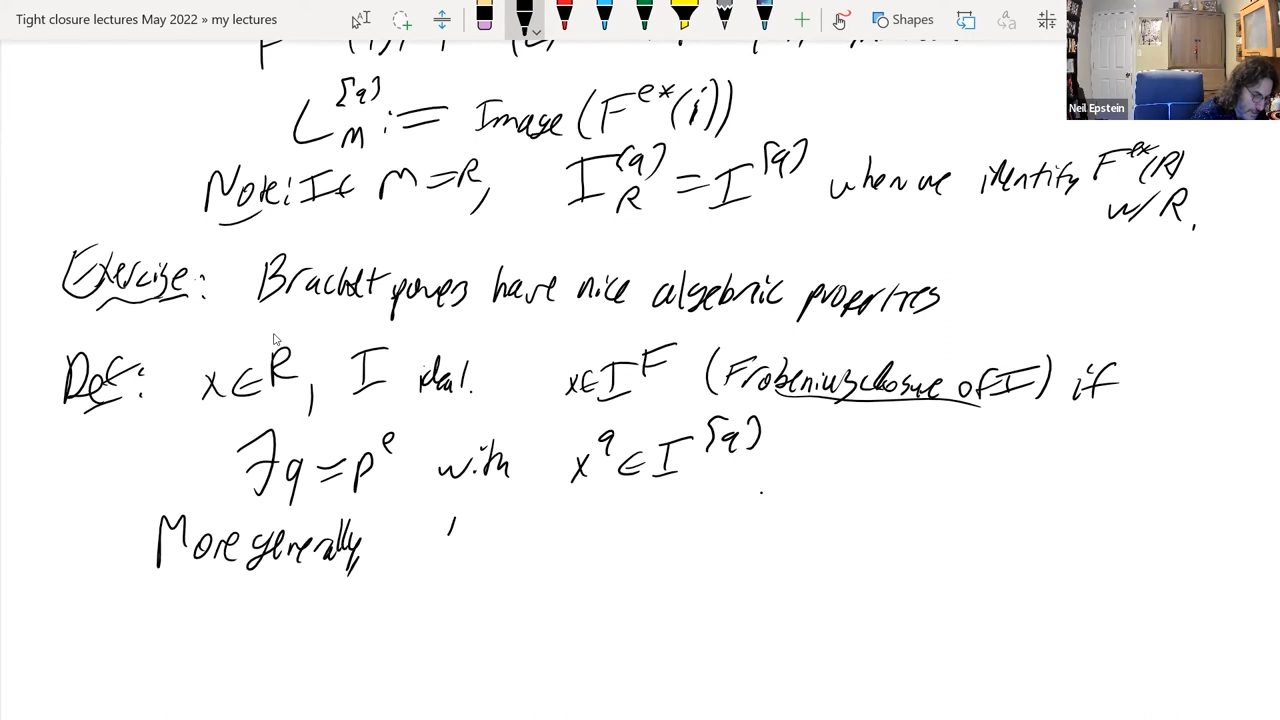 Tight closure lectures May 2022 » my lectures
Shapes
Neil Epstein
L_M^{[q]} := Image (F^{e*}(i))
Note: If M=R, I_R^{[q]} = I^{[q]} when we identify F^{e*}(R)
w/ R.
Exercise: Bracket powers have nice algebraic properties
Def: x∈R, I ideal. x∈I^F (Frobenius closure of I) if
∃q=p^e with x^q ∈ I^{[q]}.
More generally,